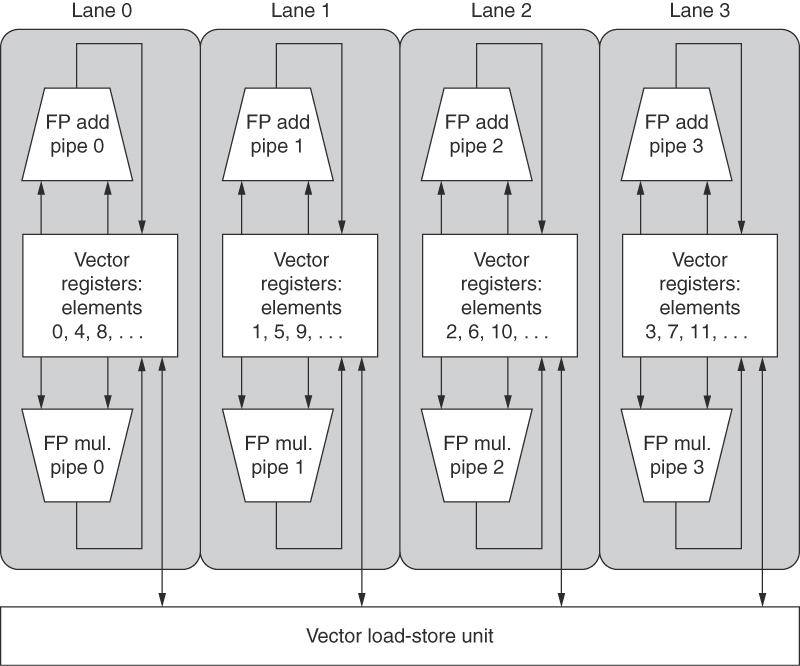 Lane 0
Lane 1
Lane 2
Lane 3
FP add
pipe 0
FP add
pipe 1
FP add
pipe 2
FP add
pipe 3
Vector
registers:
elements
0, 4, 8, . . .
Vector
registers:
elements
1, 5, 9, . . .
Vector
registers:
elements
2, 6, 10, . . .
Vector
registers:
elements
3, 7, 11, . . .
FP mul.
pipe 0
FP mul.
pipe 1
FP mul.
pipe 2
FP mul.
pipe 3
Vector load-store unit